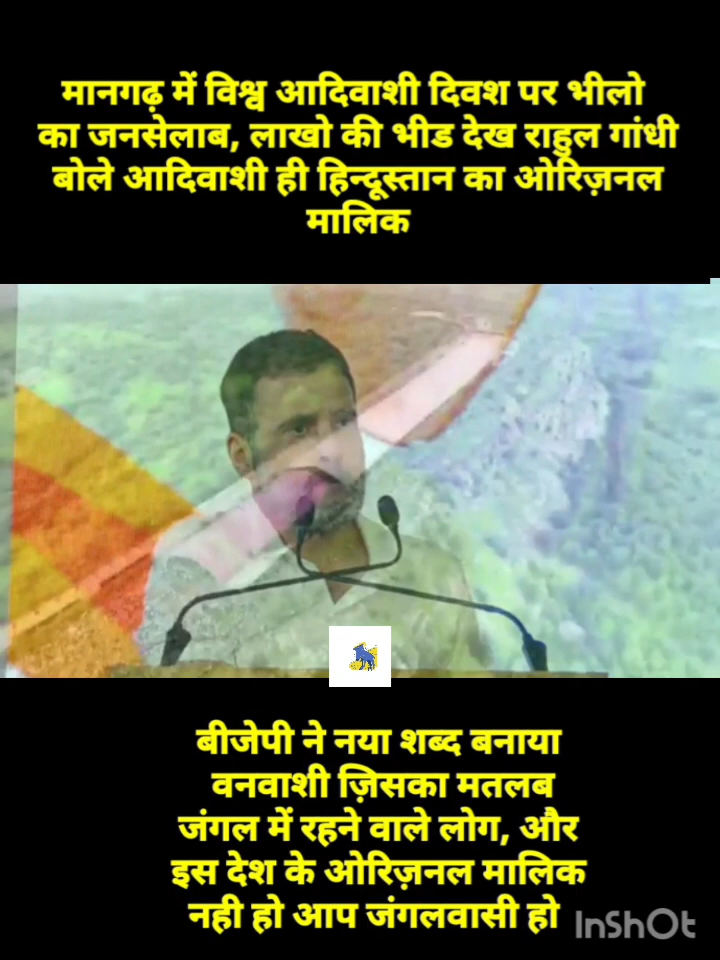 मानगढ़ में विश्व आदिवाशी दिवश पर भीलो
का जनसेलाब, लाखो की भीड देख राहुल गांधी
बोले आदिवाशी ही हिन्दूस्तान का ओरिज़नल
मालिक
बीजेपी ने नया शब्द बनाया
वनवाशी ज़िसका मतलब
जंगल में रहने वाले लोग, और
इस देश के ओरिज़नल मालिक
नही हो आप जंगलवासी हो
InShOt